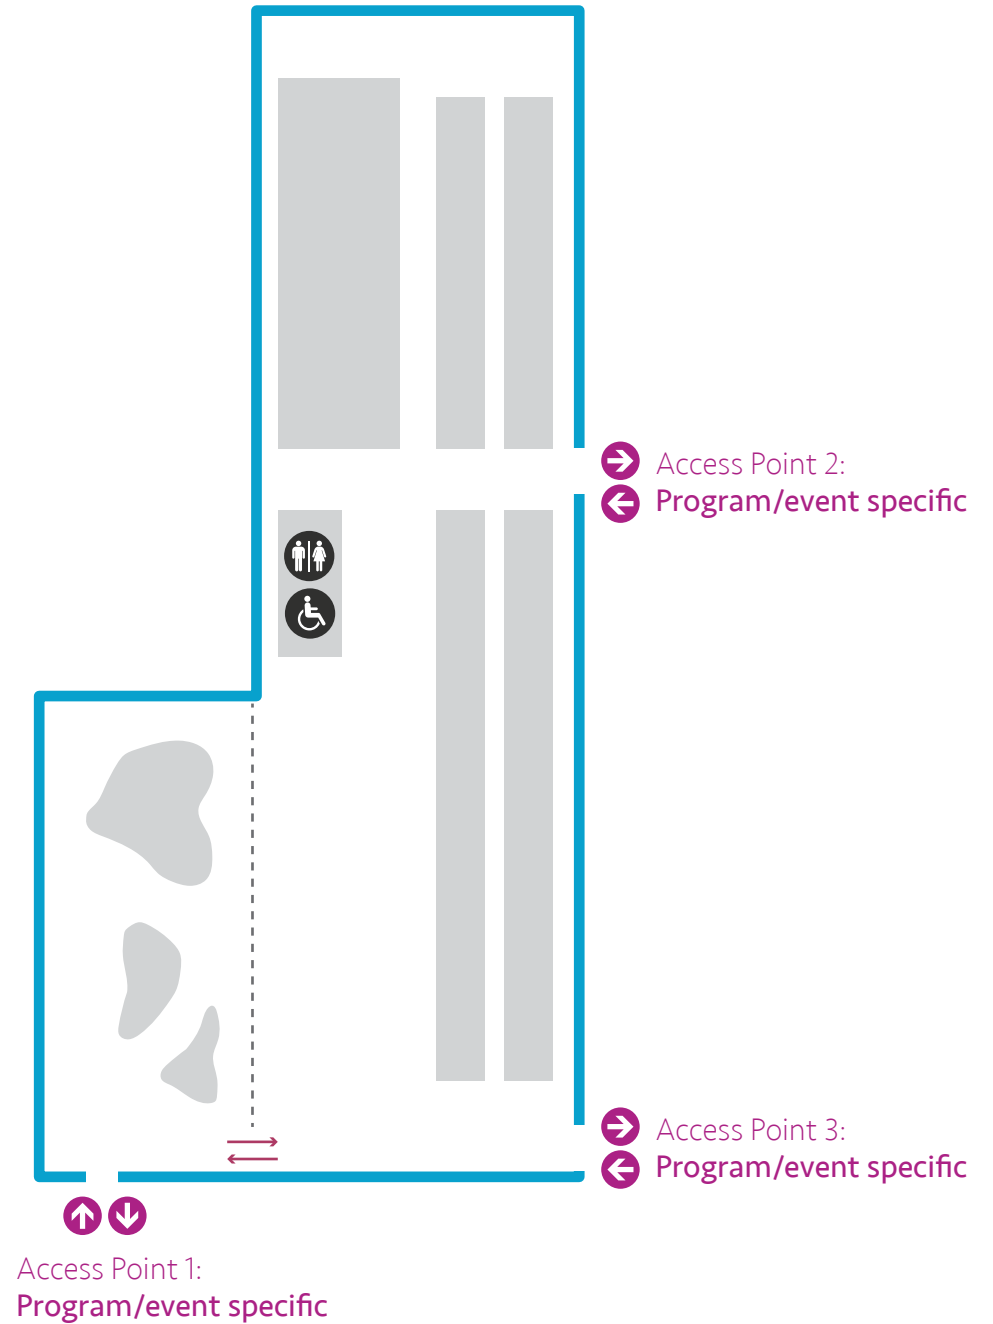 Access Point 2:
Program/event specific
Access Point 3:
Program/event specific
Access Point 1:
Program/event specific